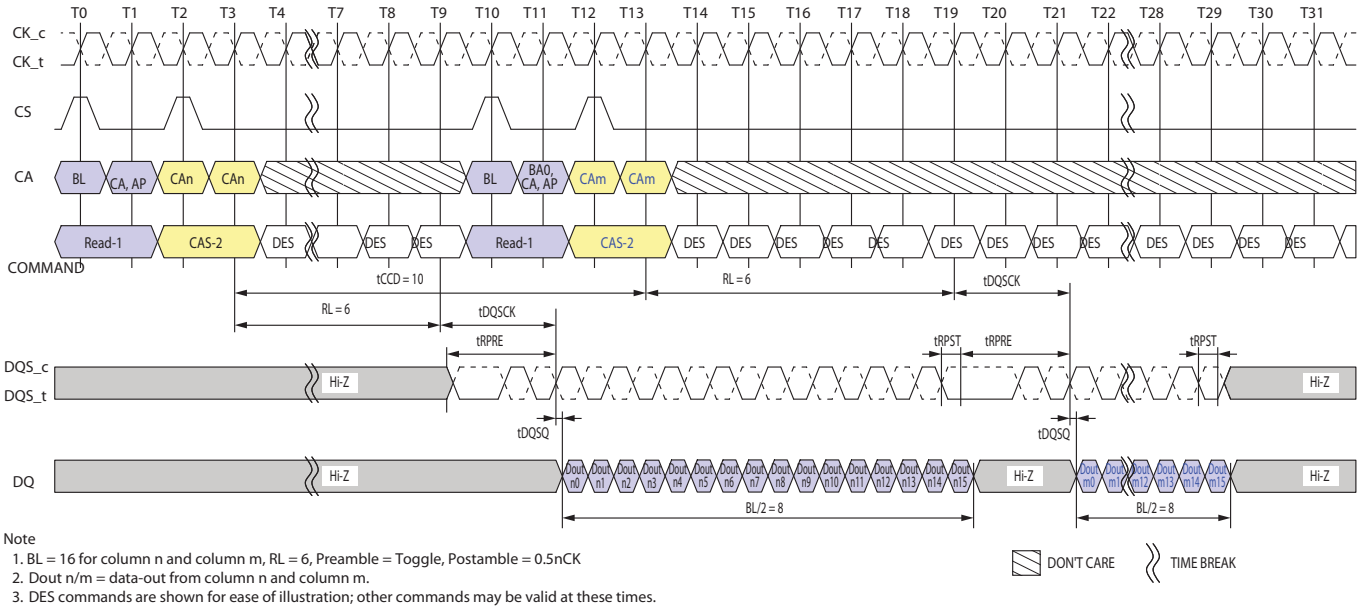 T0 T1 T2 T3 T4 T7 T8 T9 T10 T11 T12 T13 T14 T15 T16 T17 T18 T19 T20 T21 T22 T28 T29 T30 T31
CK_c
CK_t
CS
CA BL CA, AP CAn CAn BL BA0, CA, AP CAm CAm
Read-1 CAS-2 DES DES DES Read-1 CAS-2 DES DES DES DES DES DES DES DES DES DES DES DES DES
COMMAND
tCCD = 10 RL = 6 tDQSCK
RL = 6 tDQSCK
tRPRE tRPST tRPRE tRPST
DQS_c
DQS_t Hi-Z Hi-Z
tDQSQ tDQSQ
DQ Hi-Z Dout n0 Dout n1 Dout n2 Dout n3 Dout n4 Dout n5 Dout n6 Dout n7 Dout n8 Dout n9 Dout n10 Dout n11 Dout n12 Dout n13 Dout n14 Dout n15 Hi-Z Dout m0 Dout m1 Dout m12 Dout m13 Dout m14 Dout m15 Hi-Z
BL/2 = 8 BL/2 = 8
Note
1. BL = 16 for column n and column m, RL = 6, Preamble = Toggle, Postamble = 0.5nCK
2. Dout n/m = data-out from column n and column m.
3. DES commands are shown for ease of illustration; other commands may be valid at these times.
DON'T CARE TIME BREAK